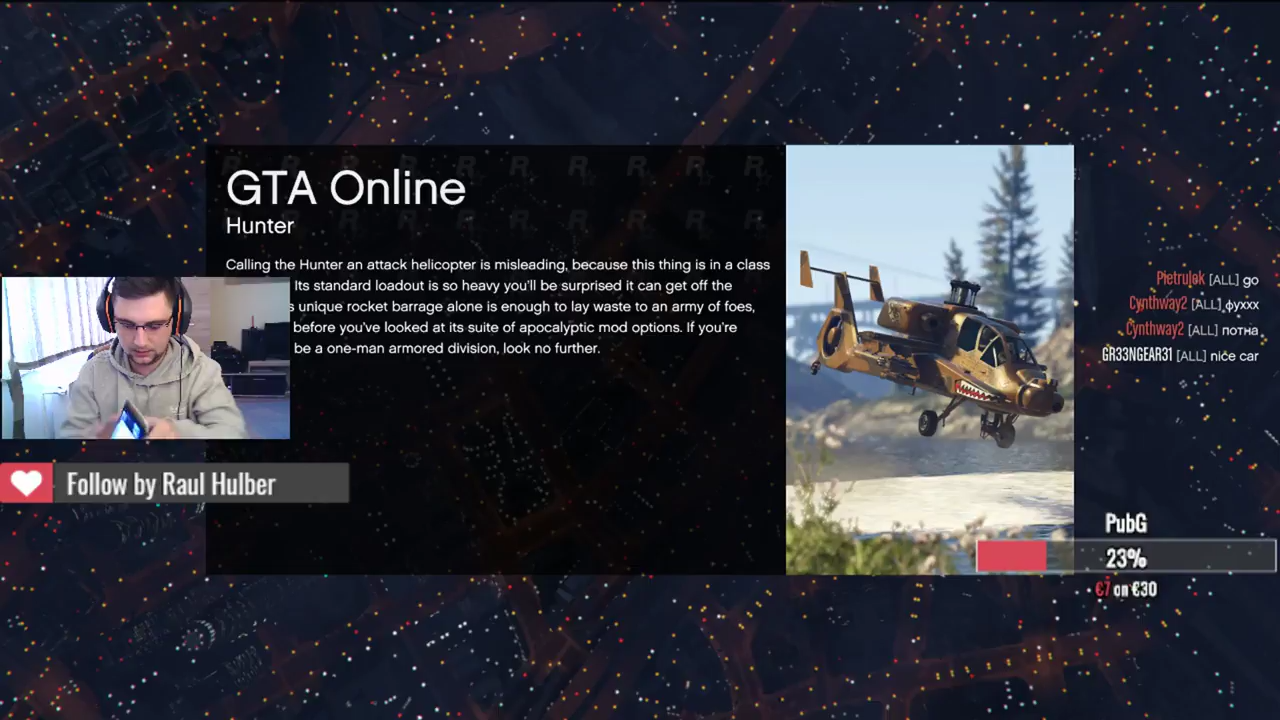 GTA Online
Hunter
Calling the Hunter an attack helicopter is misleading, because this thing is in a class
Its standard loadout is so heavy you'll be surprised it can get off the
s unique rocket barrage alone is enough to lay waste to an army of foes,
before you've looked at its suite of apocalyptic mod options. If you're
be a one-man armored division, look no further.
Follow by Raul Hulber
Pietrulek [ALL] go
Cynthway2 [ALL] фуххх
Cynthway2 [ALL] потна
GR33NGEAR31 [ALL] nice car
PubG
23%
€7 on €30